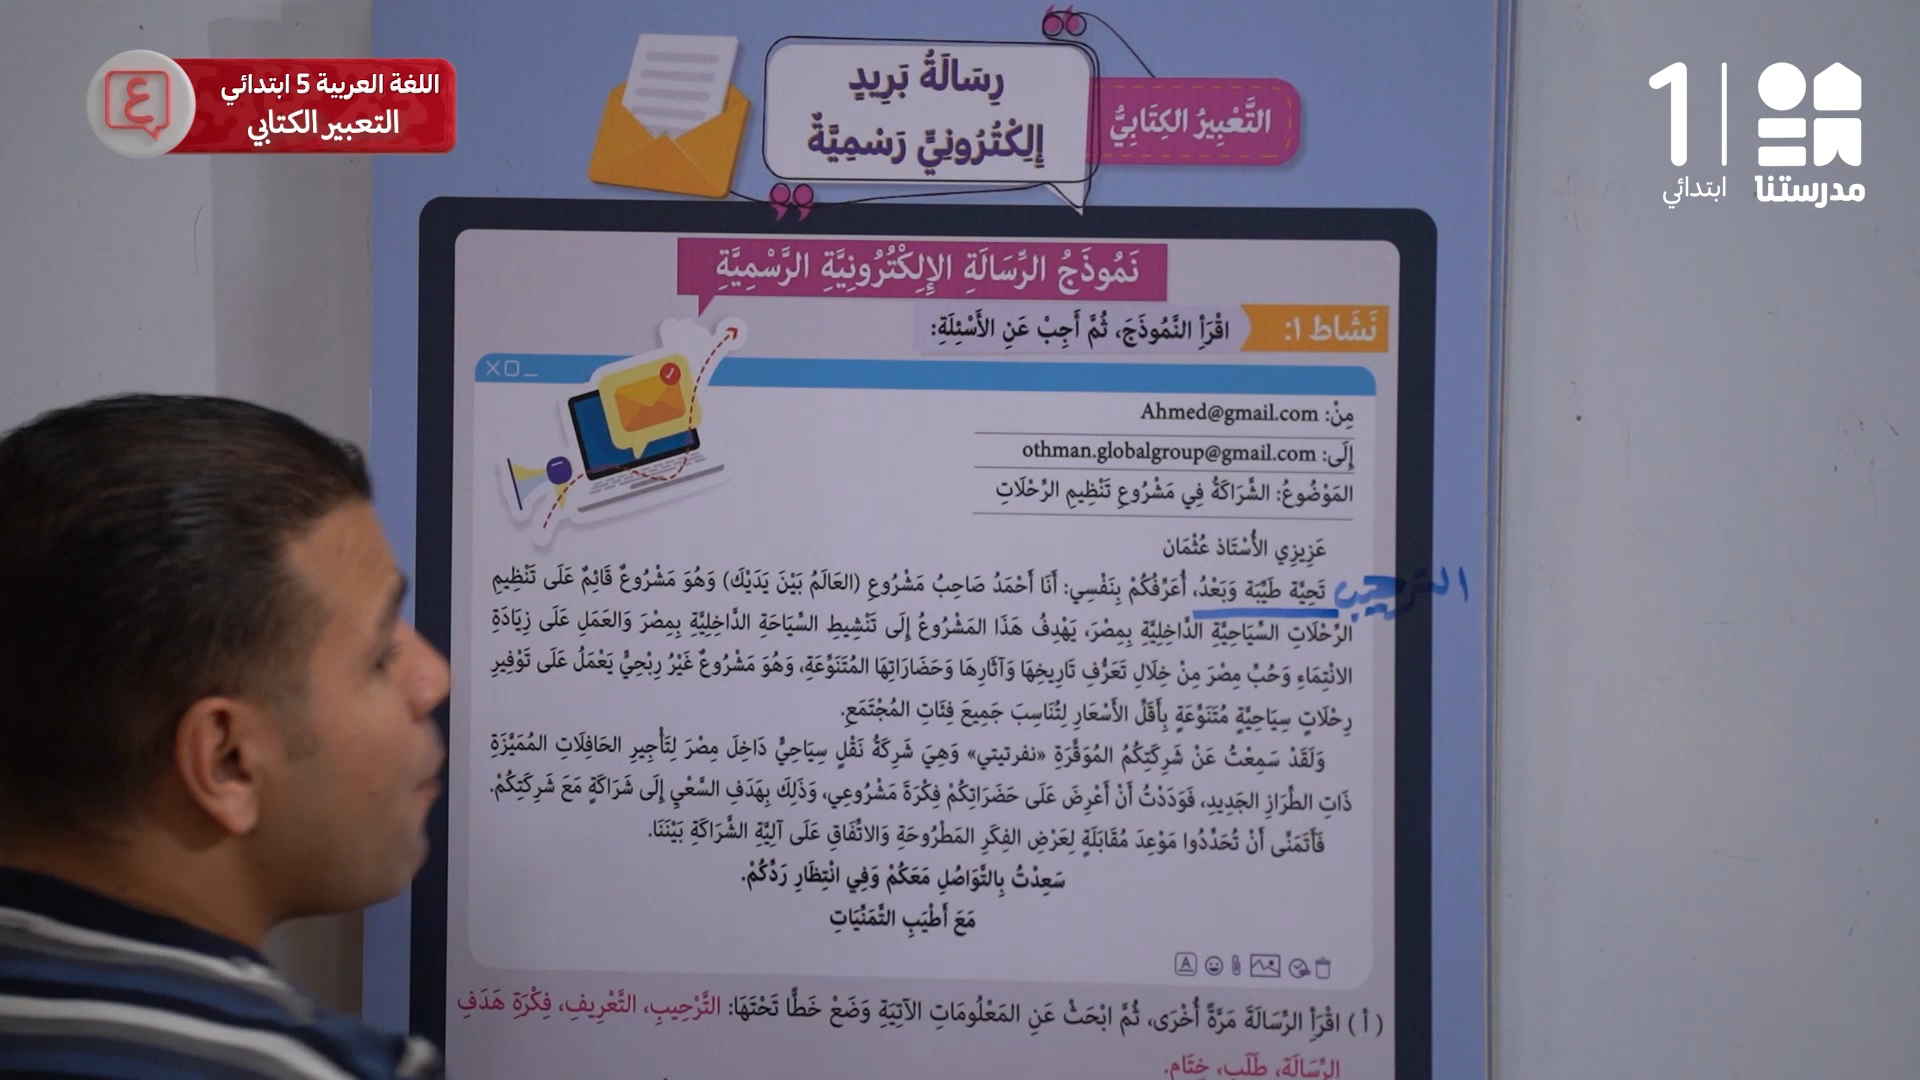 اللغة العربية 5 ابتدائي
التعبير الكتابي
ع
1
ابتدائي
مدرستنا
التَّعْبِيرُ الكِتَابِيُّ
رِسَالَةُ بَرِيدٍ
إِلِكْتُرُونِيٍّ رَسْمِيَّةٌ
نَمُوذَجُ الرِّسَالَةِ الإِلِكْتُرُونِيَّةِ الرَّسْمِيَّةِ
نَشَاط ١: اقْرَأِ النَّمُوذَجَ، ثُمَّ أَجِبْ عَنِ الأَسْئِلَةِ:
مِنْ: Ahmed@gmail.com
إِلَى: othman.globalgroup@gmail.com
المَوْضُوعُ: الشَّرَاكَةُ فِي مَشْرُوعِ تَنْظِيمِ الرِّحْلَاتِ
عَزِيزِي الأُسْتَاذ عُثْمَان
الترحيب
تَحِيَّة طَيِّبَة وَبَعْدُ، أُعَرِّفُكُمْ بِنَفْسِي: أَنَا أَحْمَدُ صَاحِبُ مَشْرُوعِ (العَالَمُ بَيْنَ يَدَيْكَ) وَهُوَ مَشْرُوعٌ قَائِمٌ عَلَى تَنْظِيمِ
الرِّحْلَاتِ السِّيَاحِيَّةِ الدَّاخِلِيَّةِ بِمِصْرَ، يَهْدِفُ هَذَا المَشْرُوعُ إِلَى تَنْشِيطِ السِّيَاحَةِ الدَّاخِلِيَّةِ بِمِصْرَ وَالعَمَلِ عَلَى زِيَادَةِ
الانْتِمَاءِ وَحُبِّ مِصْرَ مِنْ خِلَالِ تَعَرُّفِ تَارِيخِهَا وَآثَارِهَا وَحَضَارَاتِهَا المُتَنَوِّعَةِ، وَهُوَ مَشْرُوعٌ غَيْرُ رِبْحِيٍّ يَعْمَلُ عَلَى تَوْفِيرِ
رِحْلَاتٍ سِيَاحِيَّةٍ مُتَنَوِّعَةٍ بِأَقَلِّ الأَسْعَارِ لِتُنَاسِبَ جَمِيعَ فِئَاتِ المُجْتَمَعِ.
وَلَقَدْ سَمِعْتُ عَنْ شَرِكَتِكُمُ المُوَقَّرَةِ «نفرتيتي» وَهِيَ شَرِكَةُ نَقْلٍ سِيَاحِيٍّ دَاخِلَ مِصْرَ لِتَأْجِيرِ الحَافِلَاتِ المُمَيَّزَةِ
ذَاتِ الطِّرَازِ الجَدِيدِ، فَوَدَدْتُ أَنْ أَعْرِضَ عَلَى حَضَرَاتِكُمْ فِكْرَةَ مَشْرُوعِي، وَذَلِكَ بِهَدَفِ السَّعْيِ إِلَى شَرَاكَةٍ مَعَ شَرِكَتِكُمْ.
فَأَتَمَنَّى أَنْ تُحَدِّدُوا مَوْعِدَ مُقَابَلَةٍ لِعَرْضِ الفِكَرِ المَطْرُوحَةِ وَالاتِّفَاقِ عَلَى آلِيَّةِ الشَّرَاكَةِ بَيْنَنَا.
سَعِدْتُ بِالتَّوَاصُلِ مَعَكُمْ وَفِي انْتِظَارِ رَدِّكُمْ.
مَعَ أَطْيَبِ التَّمَنِّيَاتِ
A
( أ ) اقْرَأِ الرِّسَالَةَ مَرَّةً أُخْرَى، ثُمَّ ابْحَثْ عَنِ المَعْلُومَاتِ الآتِيَةِ وَضَعْ خَطًّا تَحْتَهَا: التَّرْحِيبِ، التَّعْرِيفِ، فِكْرَةِ هَدَفِ
الرِّسَالَةِ، طَلَبٍ، خِتَامٍ.